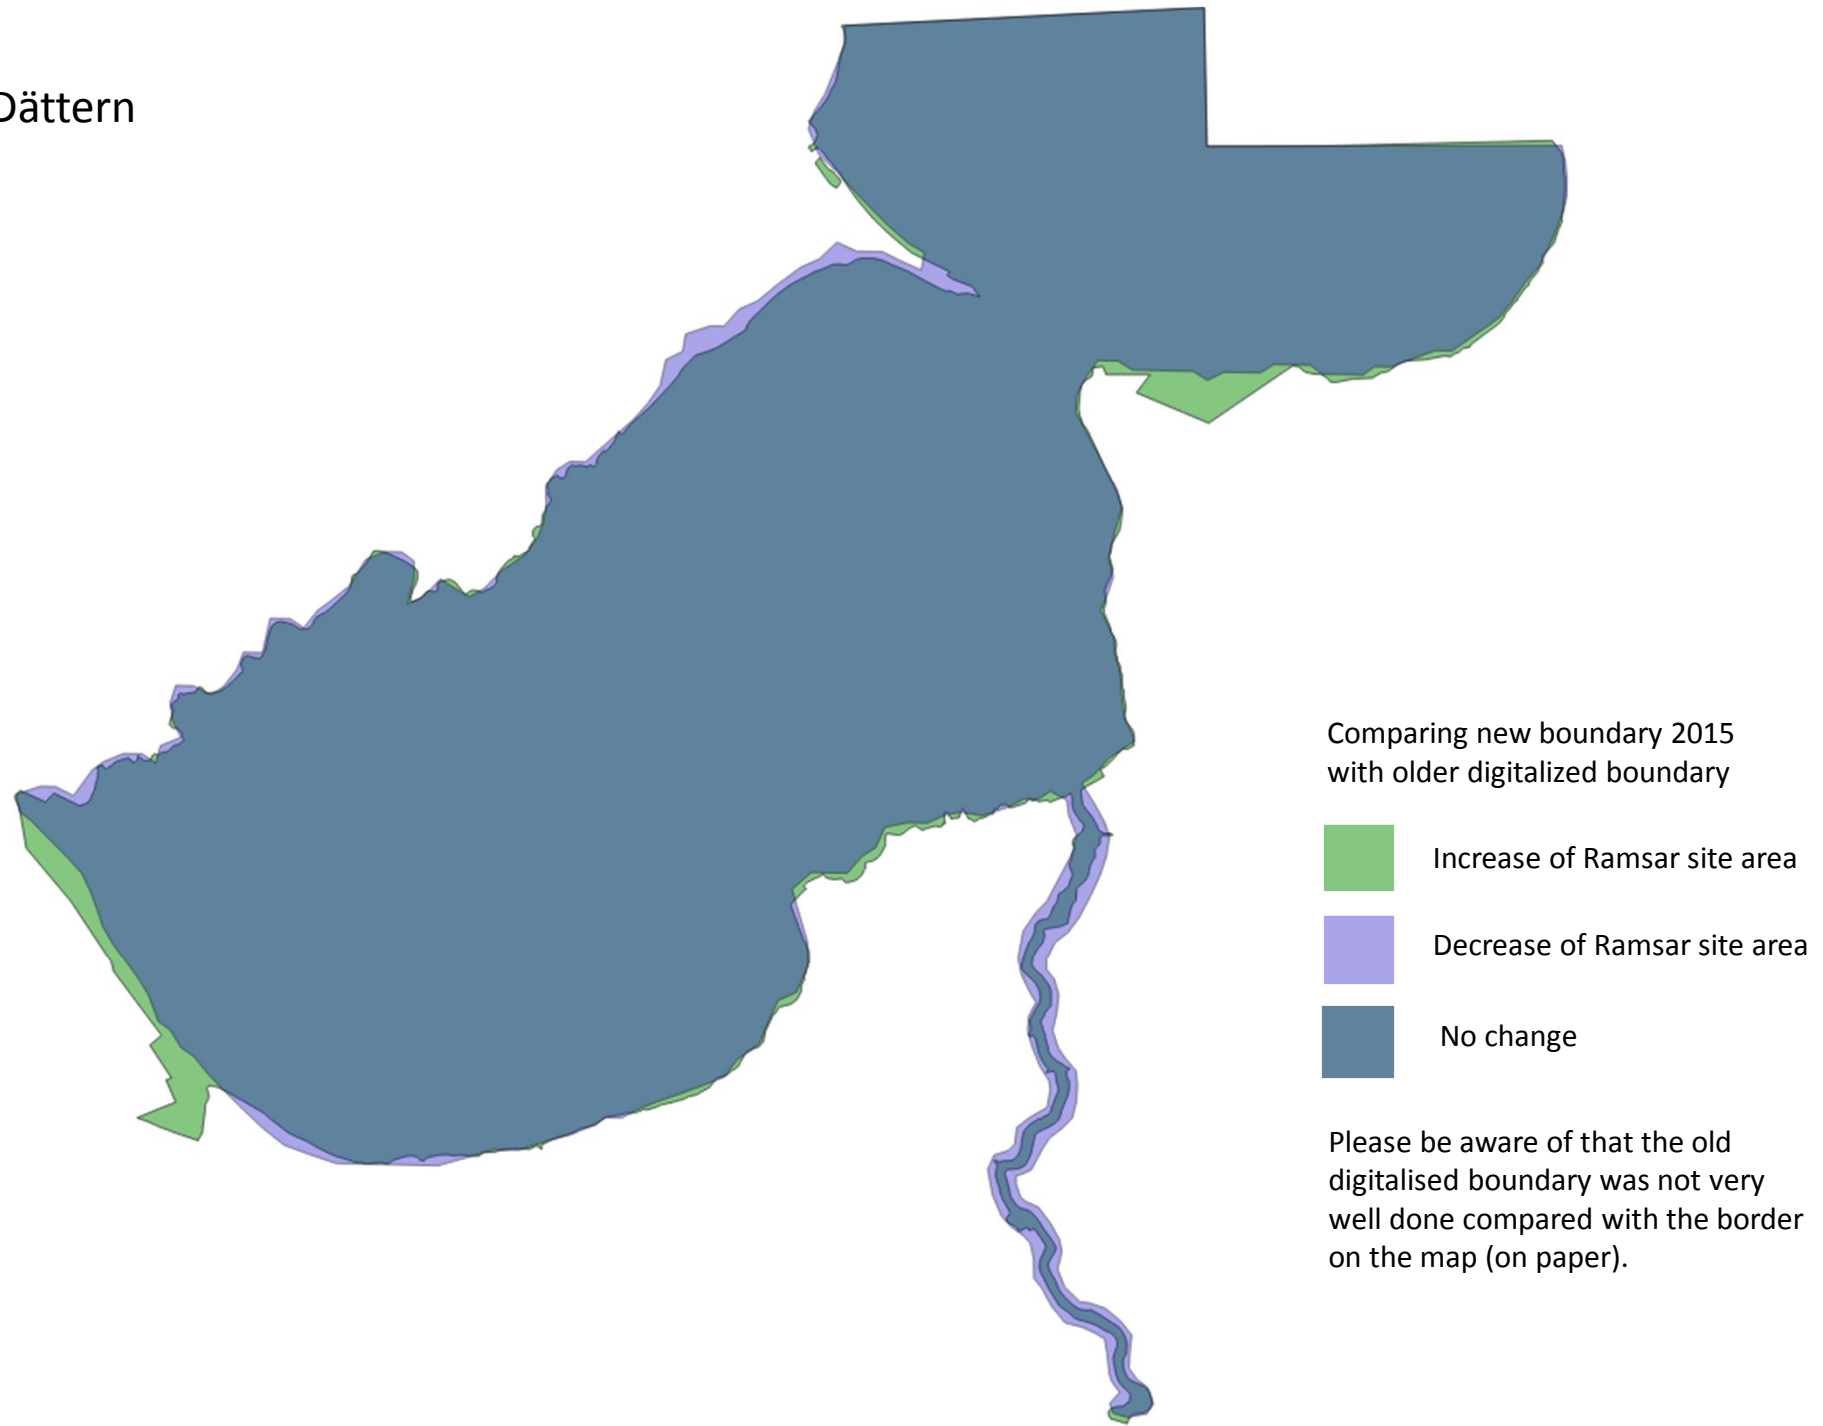 Dättern
Comparing new boundary 2015
with older digitalized boundary
Increase of Ramsar site area
Decrease of Ramsar site area
No change
Please be aware of that the old
digitalised boundary was not very
well done compared with the border
on the map (on paper).